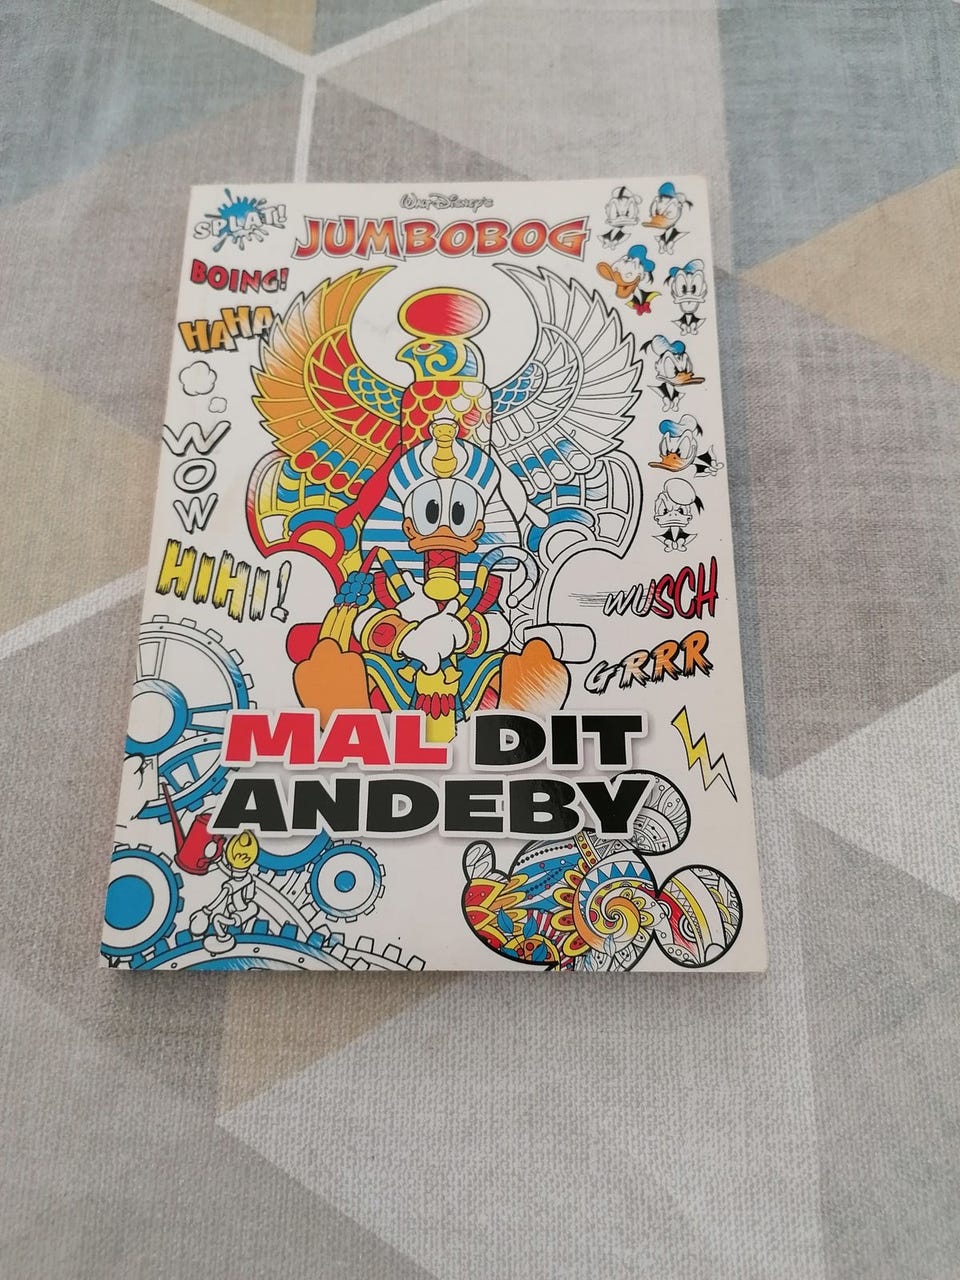 WALT DISNEY'S
JUMBOBOG
SPLAT!
BOING!
HAHA
WOW
HIHI!
WUSCH
GRRR
MAL DIT
ANDEBY